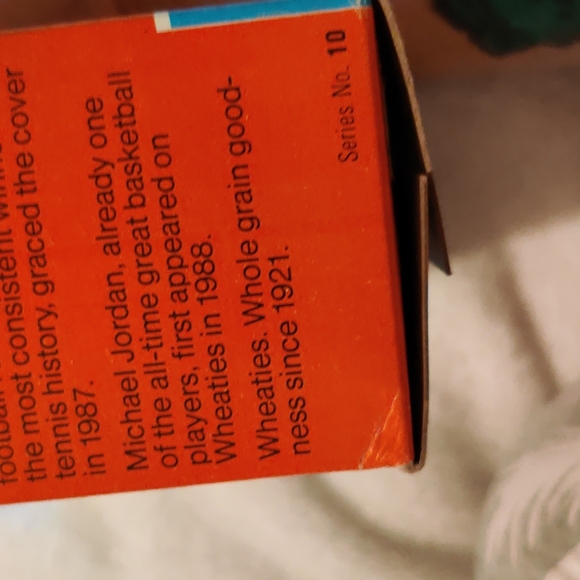 the most consistent
tennis history, graced the cover
in 1987.
Michael Jordan, already one
of the all-time great basketball
players, first appeared on
Wheaties in 1988.
Wheaties. Whole grain good-
ness since 1921.
Series No. 10